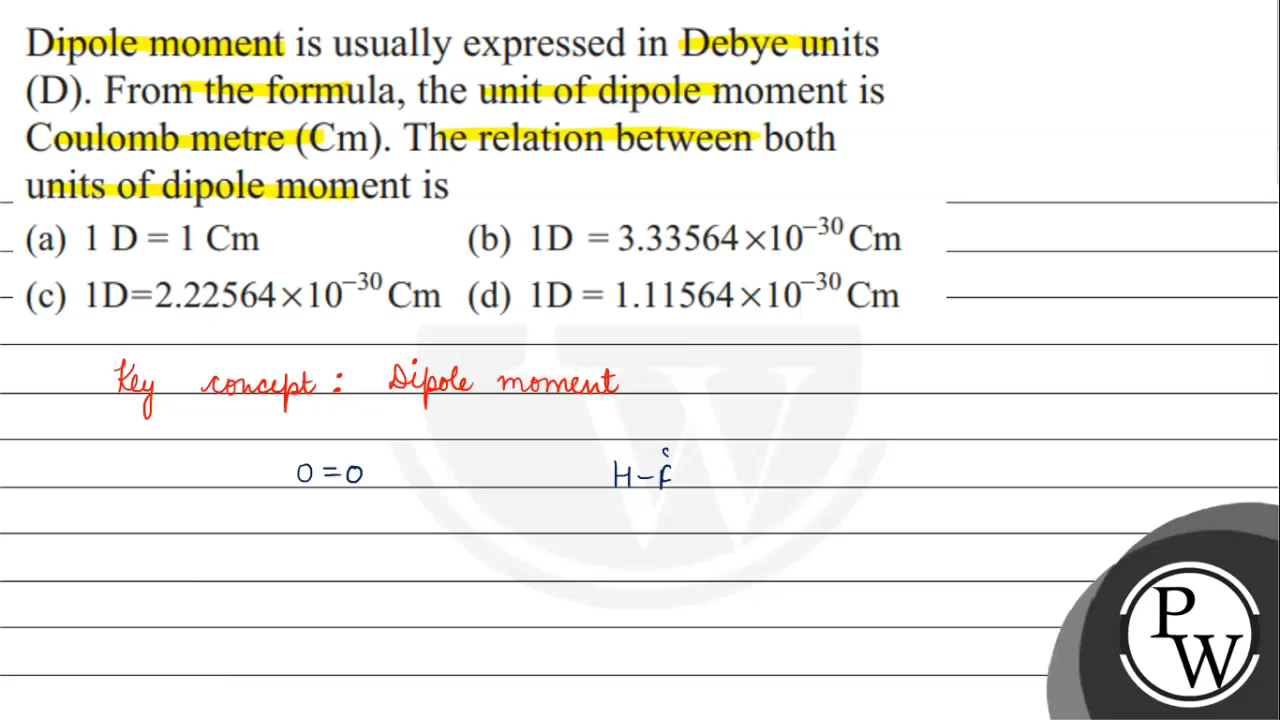 Dipole moment is usually expressed in Debye units
(D). From the formula, the unit of dipole moment is
Coulomb metre (Cm). The relation between both
units of dipole moment is
(a) 1 D = 1 Cm (b) 1D = 3.33564×10⁻³⁰ Cm
(c) 1D=2.22564×10⁻³⁰ Cm (d) 1D = 1.11564×10⁻³⁰ Cm
Key concept : Dipole moment
O=O H–F
P
W